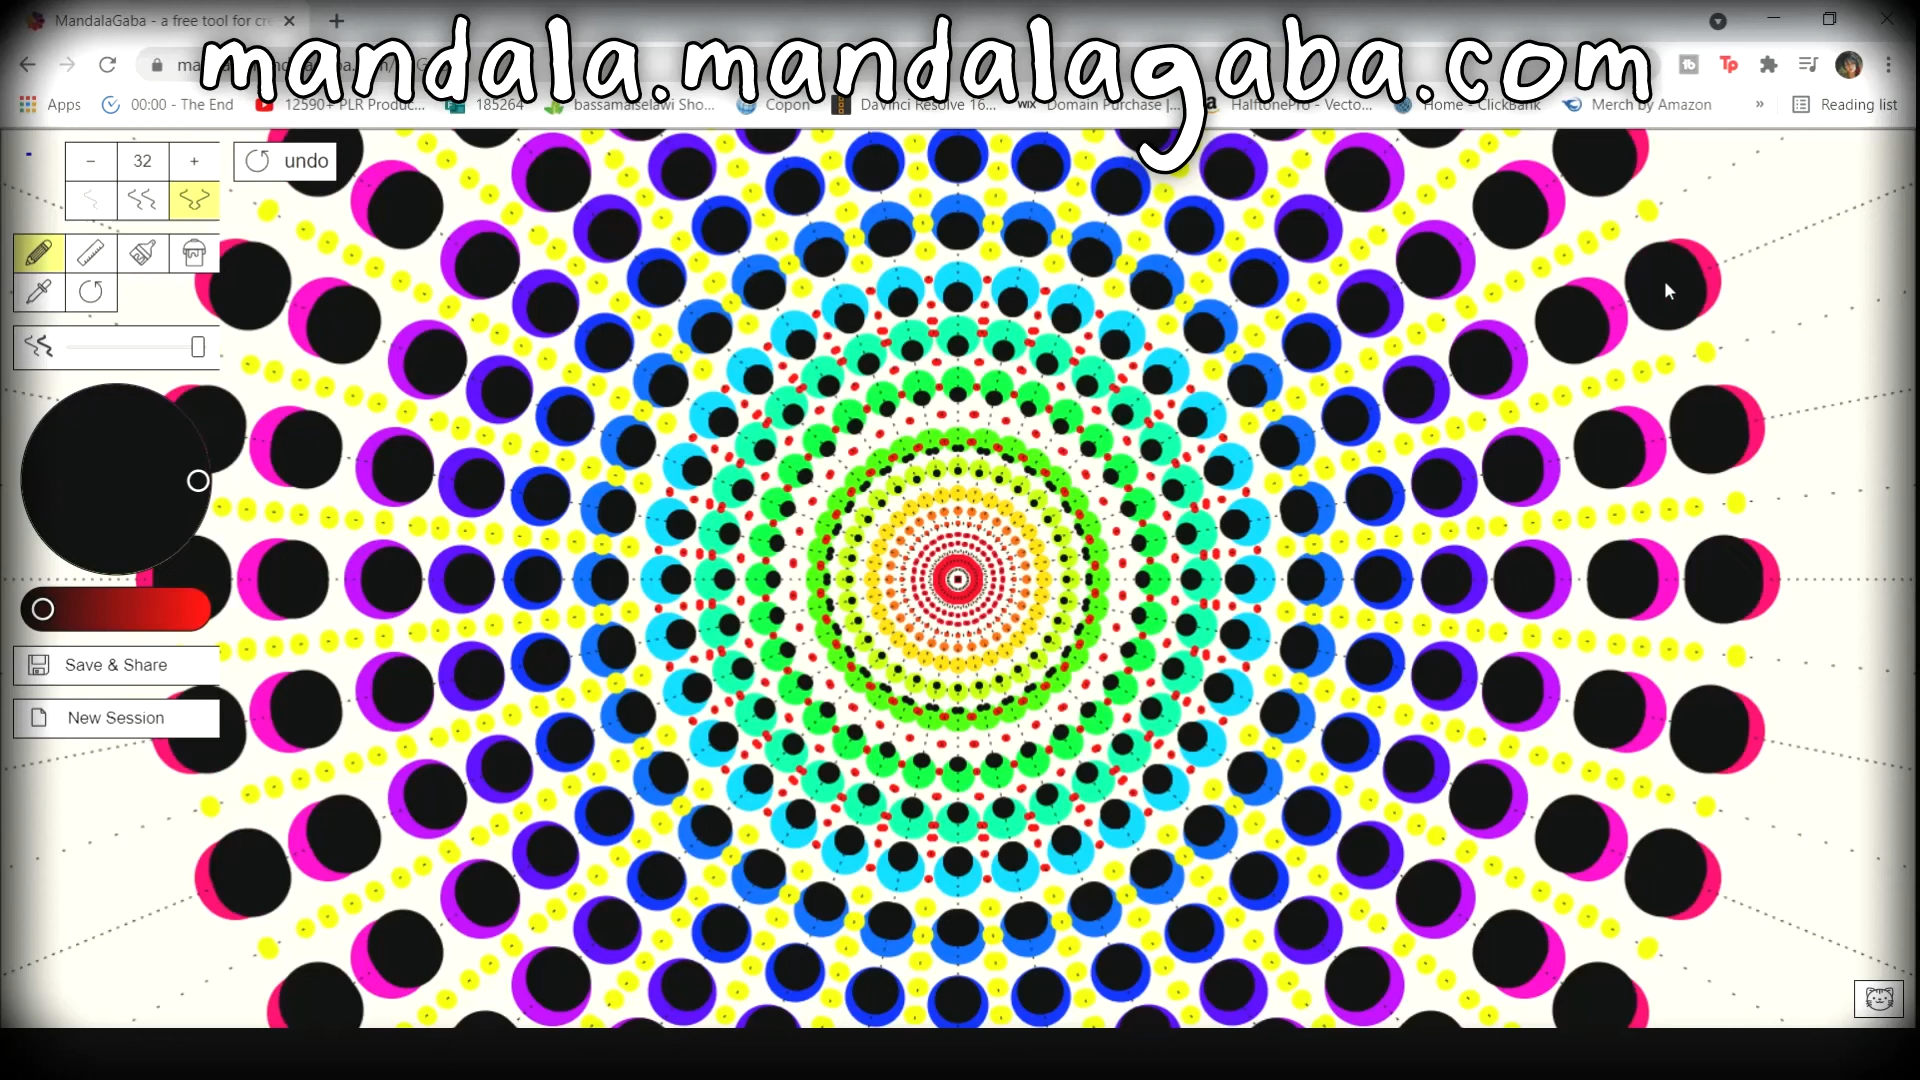 MandalaGaba - a free tool for cre
mandala.mandalagaba.com
Apps
00:00 - The End
12590+ PLR Produc...
185264
bassamalselawi Sho...
Copon
DaVinci Resolve 16...
WIX Domain Purchase |...
HalftonePro - Vecto...
Home - ClickBank
Merch by Amazon
»
Reading list
- 32 +
undo
Save & Share
New Session